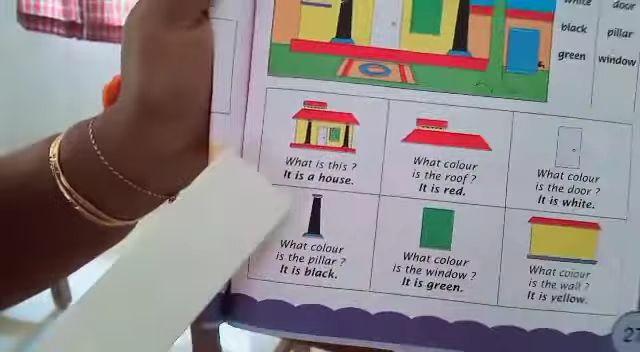 white door
black pillar
green window
What is this ?
It is a house.
What colour
is the roof ?
It is red.
What colour
is the door ?
It is white.
What colour
is the pillar ?
It is black.
What colour
is the window ?
It is green.
What colour
is the wall ?
It is yellow.